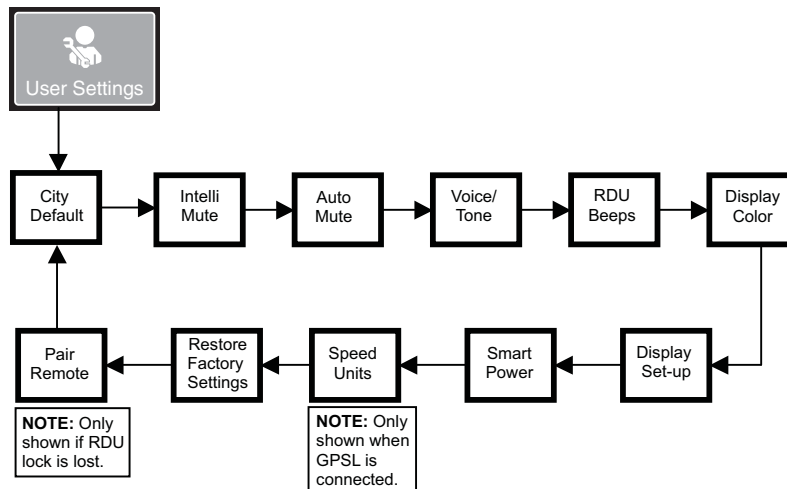 User Settings
City
Default
Intelli
Mute
Auto
Mute
Voice/
Tone
RDU
Beeps
Display
Color
Pair
Remote
Restore
Factory
Settings
Speed
Units
Smart
Power
Display
Set-up
NOTE: Only
shown if RDU
lock is lost.
NOTE: Only
shown when
GPSL is
connected.